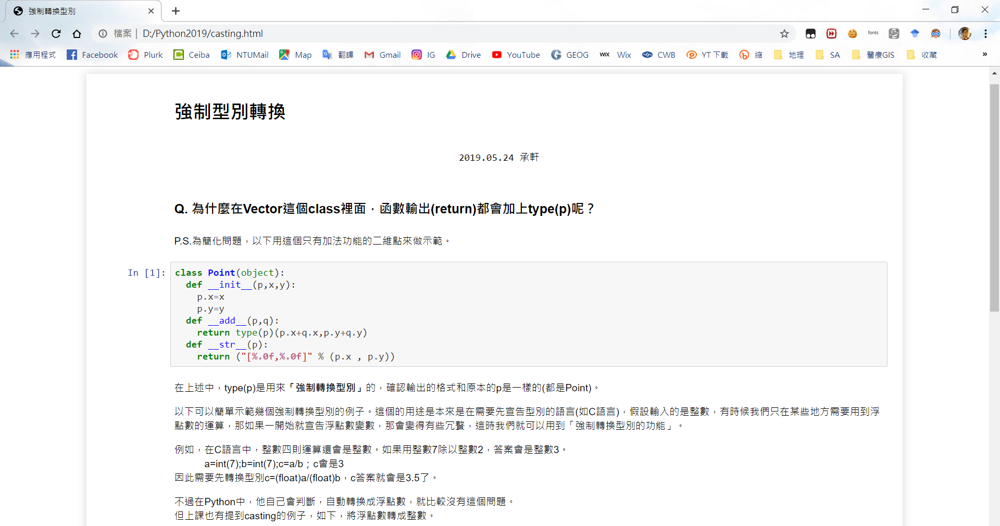 強制轉換型別
檔案 | D:/Python2019/casting.html
fonts
應用程式 Facebook Plurk Ceiba NTUMail Map 翻譯 Gmail IG Drive YouTube GEOG WIX Wix CWB YT 下載 縮 地理 SA 醫療GIS 收藏 »
強制型別轉換
2019.05.24 承軒
Q. 為什麼在Vector這個class裡面，函數輸出(return)都會加上type(p)呢？
P.S.為簡化問題，以下用這個只有加法功能的二維點來做示範。
In [1]: class Point(object):
def __init__(p,x,y):
p.x=x
p.y=y
def __add__(p,q):
return type(p)(p.x+q.x,p.y+q.y)
def __str__(p):
return ("[%.0f,%.0f]" % (p.x , p.y))
在上述中，type(p)是用來「強制轉換型別」的，確認輸出的格式和原本的p是一樣的(都是Point)。
以下可以簡單示範幾個強制轉換型別的例子。這個的用途是本來是在需要先宣告型別的語言(如C語言)，假設輸入的是整數，有時候我們只在某些地方需要用到浮
點數的運算，那如果一開始就宣告浮點數變數，那會變得有些冗贅，這時我們就可以用到「強制轉換型別的功能」。
例如，在C語言中，整數四則運算還會是整數。如果用整數7除以整數2，答案會是整數3。
a=int(7);b=int(7);c=a/b；c會是3
因此需要先轉換型別c=(float)a/(float)b，c答案就會是3.5了。
不過在Python中，他自己會判斷，自動轉換成浮點數，就比較沒有這個問題。
但上課也有提到casting的例子，如下，將浮點數轉成整數。